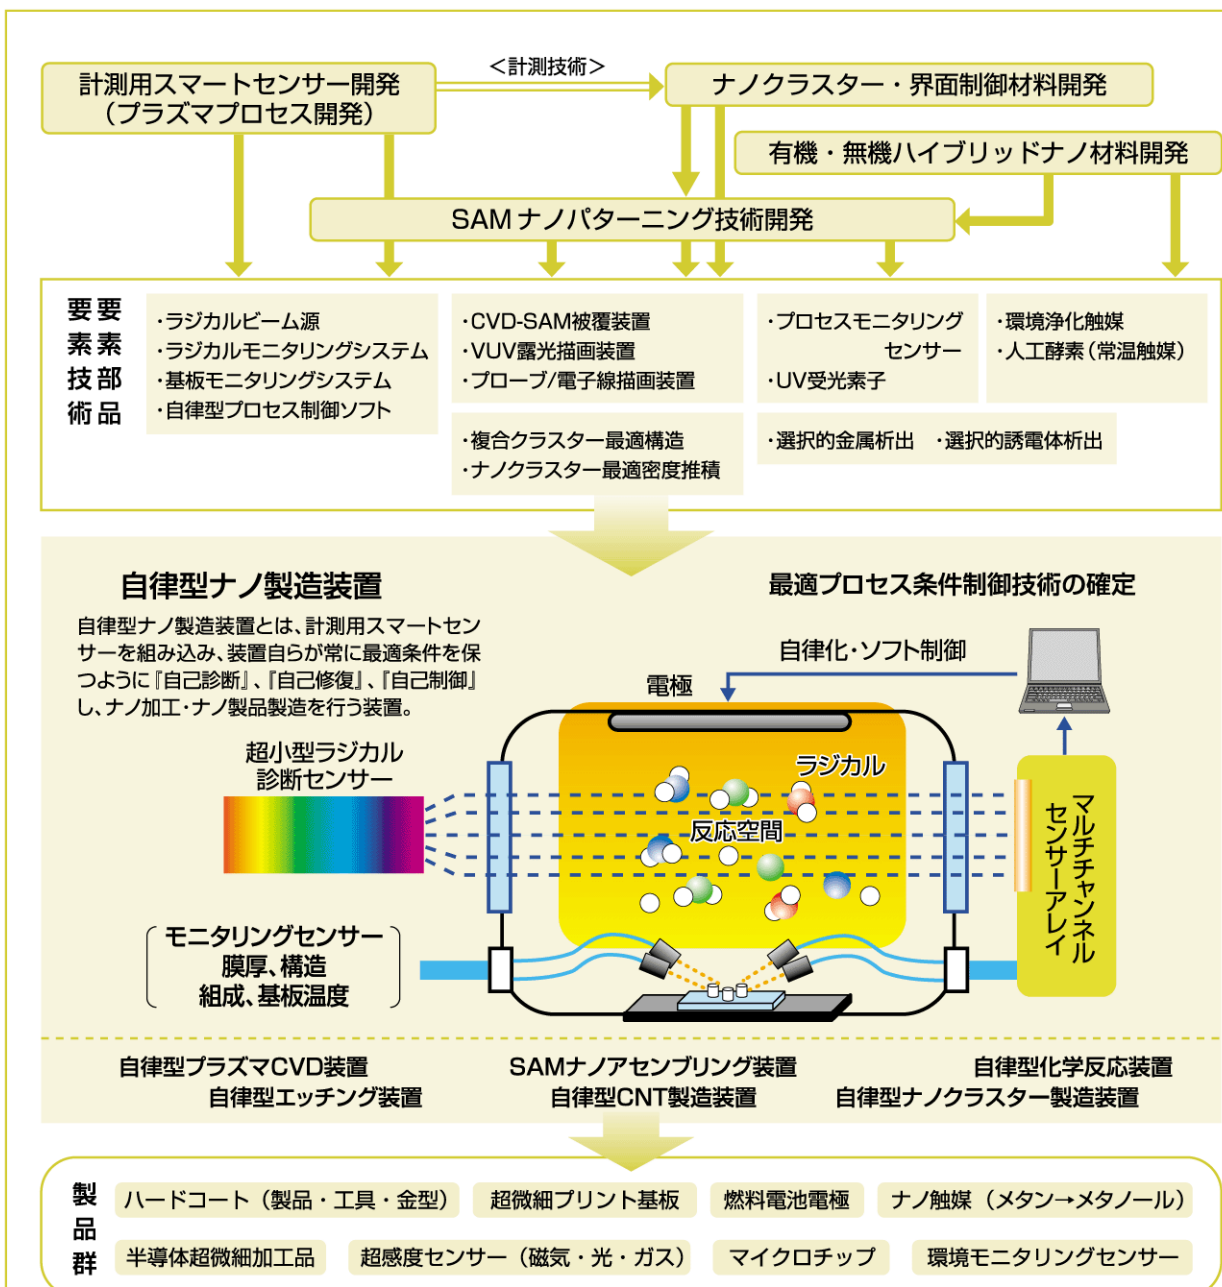 計測用スマートセンサー開発
（プラズマプロセス開発）
＜計測技術＞
ナノクラスター・界面制御材料開発
有機・無機ハイブリッドナノ材料開発
SAMナノパターニング技術開発
要素技術
要素部品
・ラジカルビーム源
・ラジカルモニタリングシステム
・基板モニタリングシステム
・自律型プロセス制御ソフト
・CVD-SAM被覆装置
・VUV露光描画装置
・プローブ/電子線描画装置
・複合クラスター最適構造
・ナノクラスター最適密度推積
・プロセスモニタリング
センサー
・UV受光素子
・環境浄化触媒
・人工酵素（常温触媒）
・選択的金属析出　・選択的誘電体析出
自律型ナノ製造装置
自律型ナノ製造装置とは、計測用スマートセン
サーを組み込み、装置自らが常に最適条件を保
つように『自己診断』、『自己修復』、『自己制御』
し、ナノ加工・ナノ製品製造を行う装置。
最適プロセス条件制御技術の確定
自律化・ソフト制御
電極
超小型ラジカル
診断センサー
ラジカル
反応空間
マルチチャンネル
センサーアレイ
モニタリングセンサー
膜厚、構造
組成、基板温度
自律型プラズマCVD装置
自律型エッチング装置
SAMナノアセンブリング装置
自律型CNT製造装置
自律型化学反応装置
自律型ナノクラスター製造装置
製品群
ハードコート（製品・工具・金型）
超微細プリント基板
燃料電池電極
ナノ触媒（メタン→メタノール）
半導体超微細加工品
超感度センサー（磁気・光・ガス）
マイクロチップ
環境モニタリングセンサー